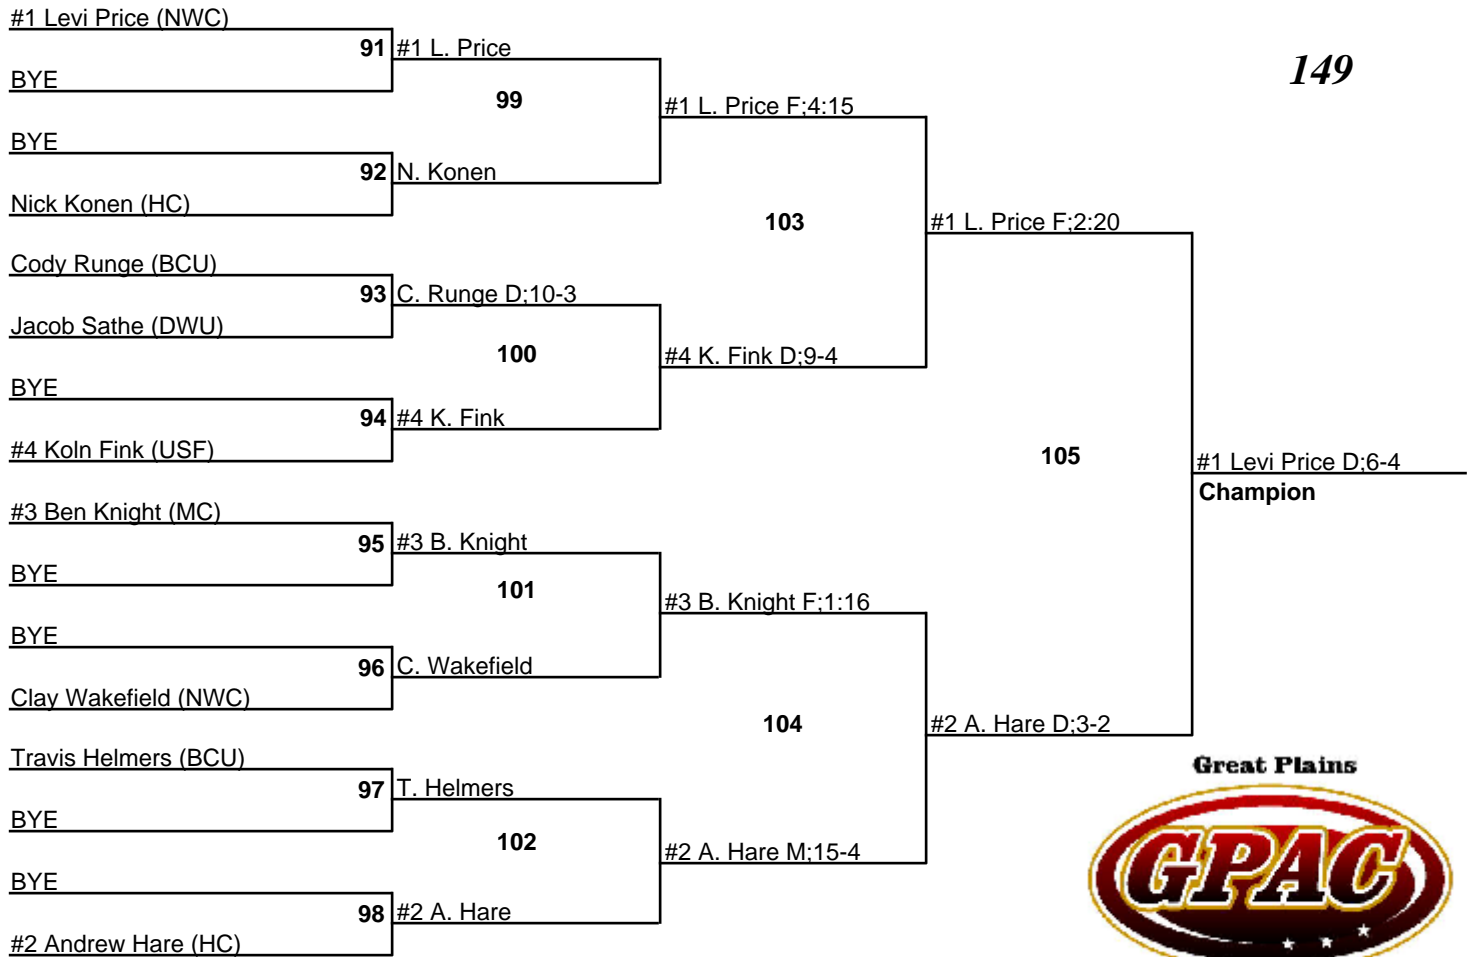 #1 Levi Price (NWC)
91 #1 L. Price
149
BYE
99
#1 L. Price F;4:15
BYE
92 N. Konen
Nick Konen (HC)
103
#1 L. Price F;2:20
Cody Runge (BCU)
93 C. Runge D;10-3
Jacob Sathe (DWU)
100
#4 K. Fink D;9-4
BYE
94 #4 K. Fink
#4 Koln Fink (USF)
105
#1 Levi Price D;6-4
Champion
#3 Ben Knight (MC)
95 #3 B. Knight
BYE
101
#3 B. Knight F;1:16
BYE
96 C. Wakefield
Clay Wakefield (NWC)
104
#2 A. Hare D;3-2
Travis Helmers (BCU)
97 T. Helmers
BYE
102
#2 A. Hare M;15-4
BYE
98 #2 A. Hare
#2 Andrew Hare (HC)
Great Plains
GPAC